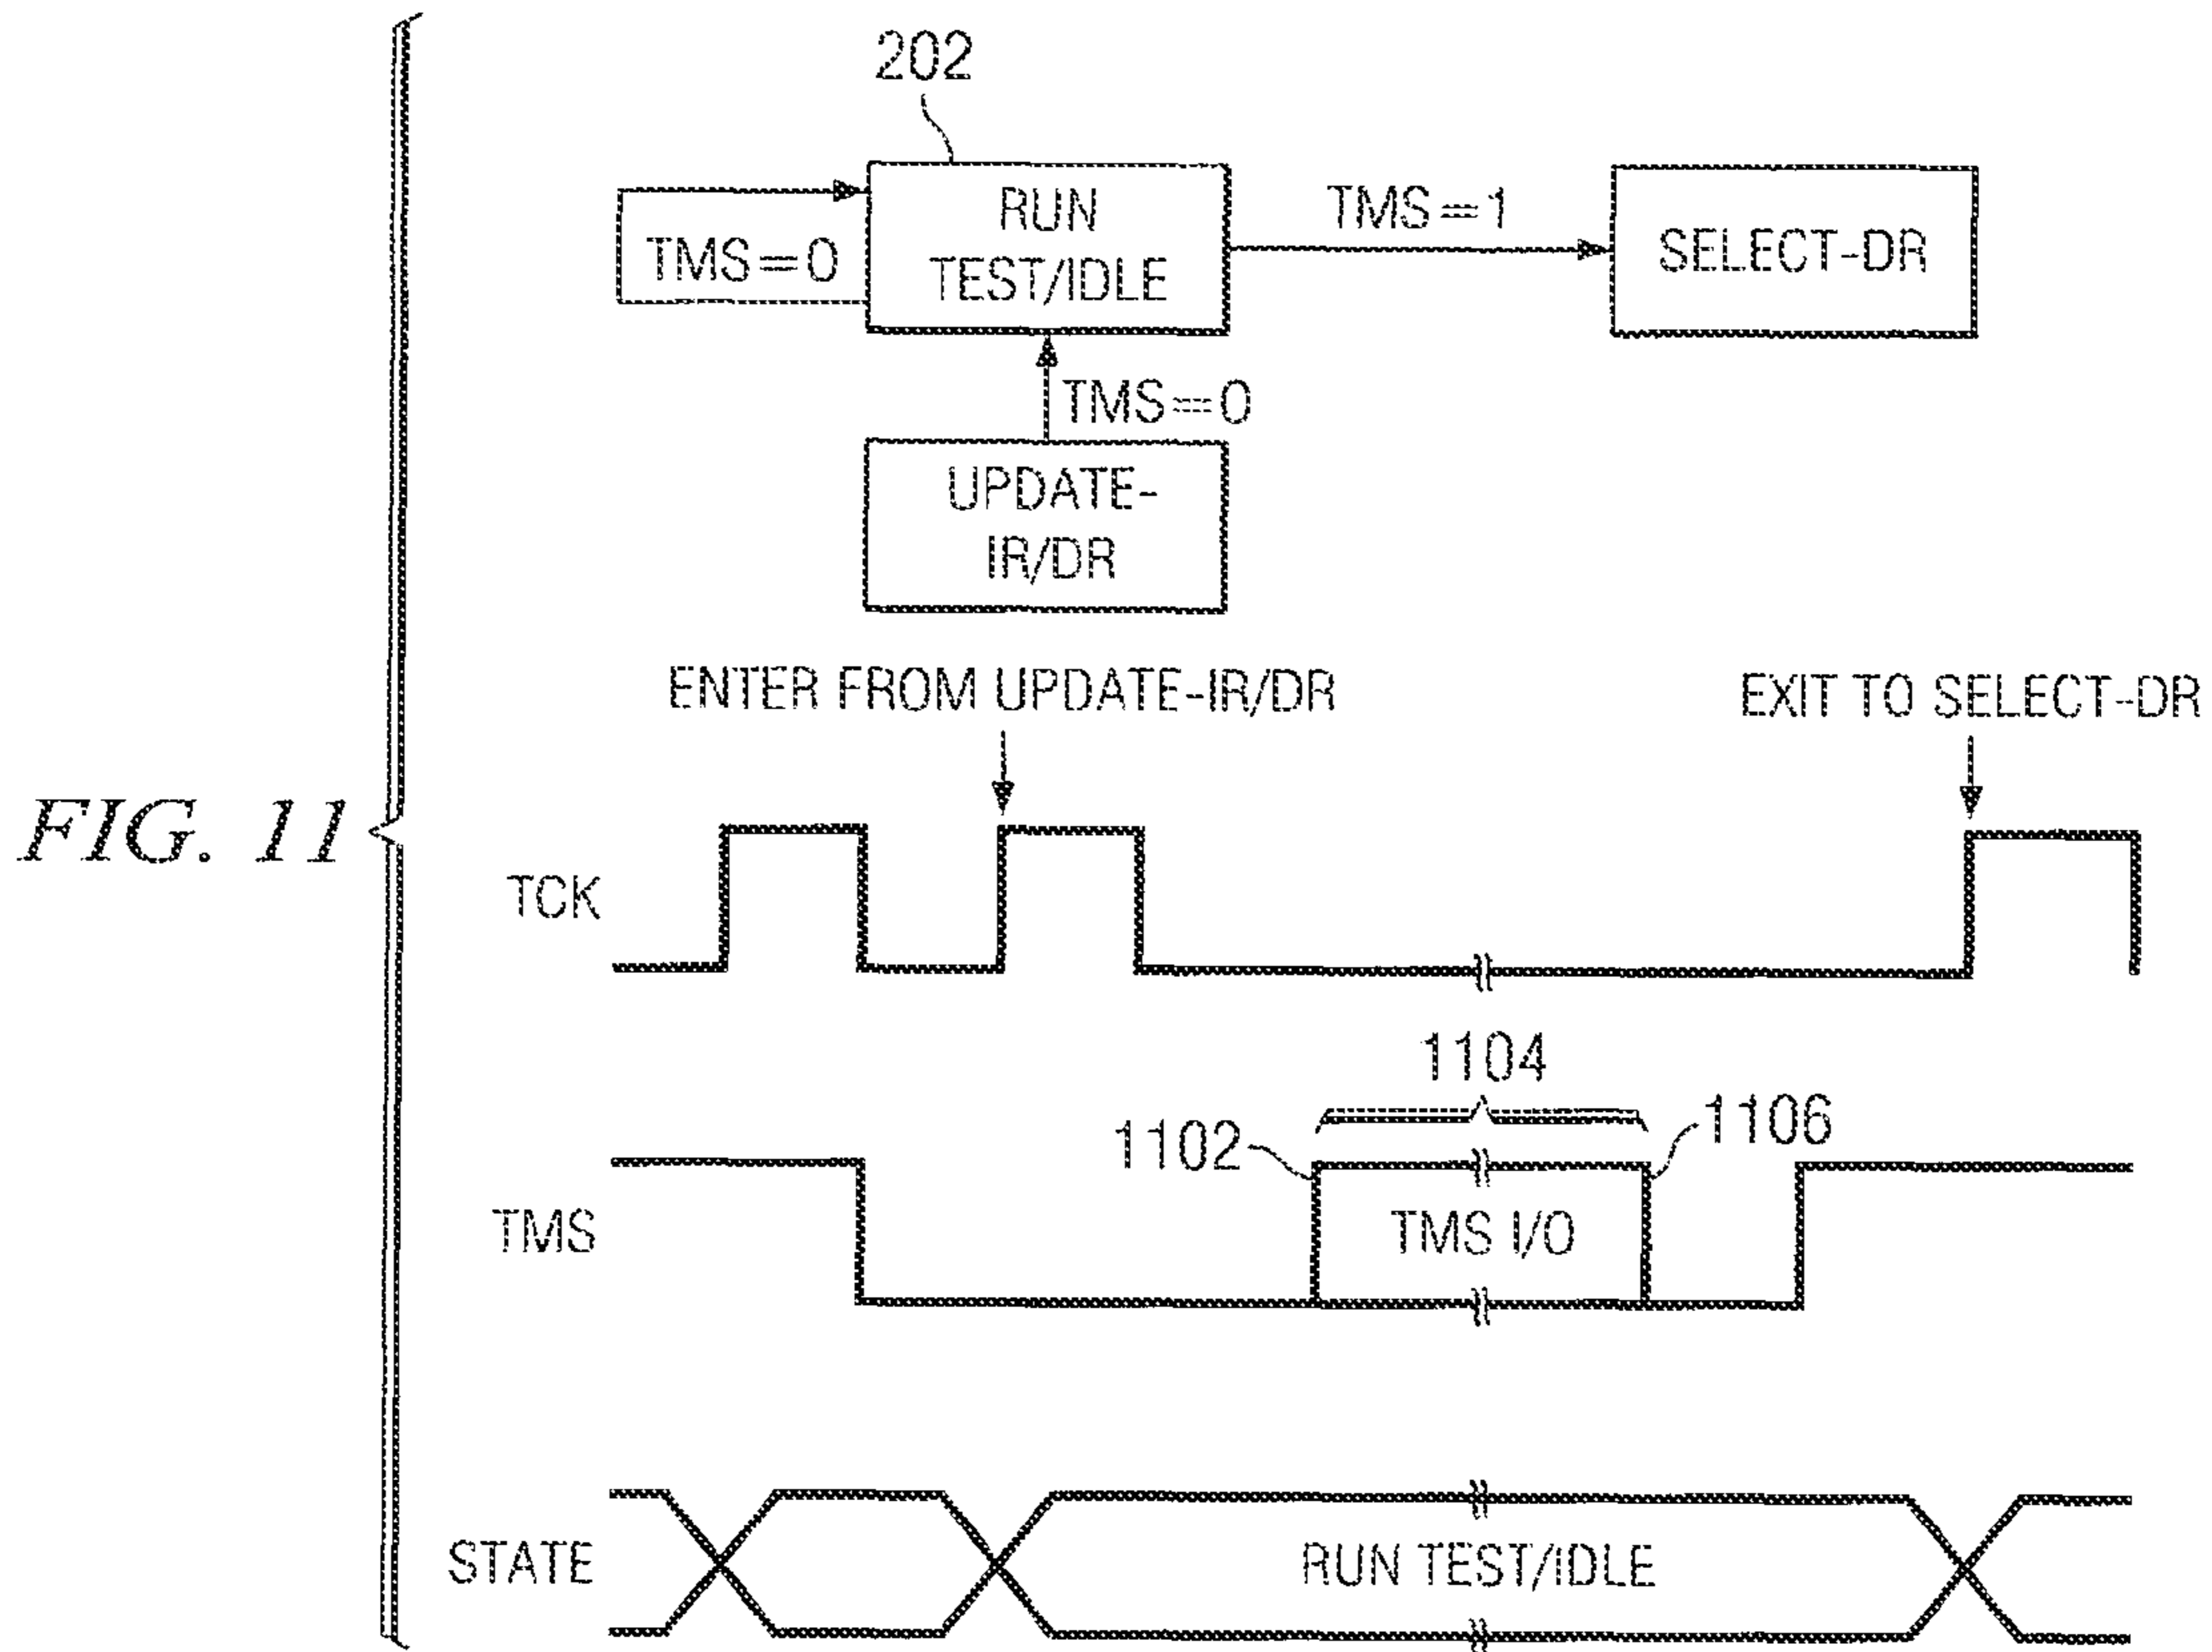 202
RUN
TEST/IDLE
TMS=0
TMS=1
SELECT-DR
TMS=0
UPDATE-
IR/DR
ENTER FROM UPDATE-IR/DR
EXIT TO SELECT-DR
FIG. 11
TCK
1104
1102
1106
TMS
TMS I/O
STATE
RUN TEST/IDLE